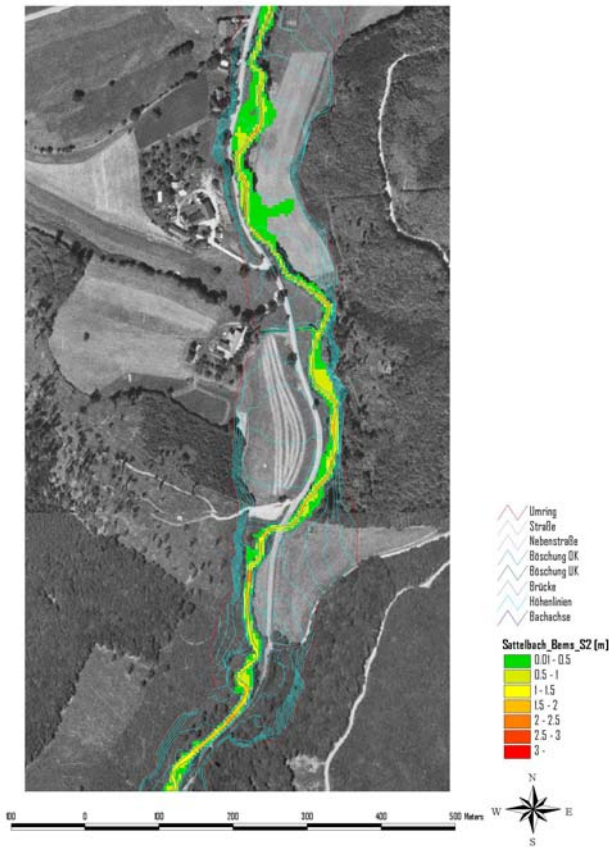 Umring
Straße
Nebenstraße
Böschung OK
Böschung UK
Brücke
Höhenlinien
Bachachse
Sattelbach_Bems_S2 [m]
0.01 - 0.5
0.5 - 1
1 - 1.5
1.5 - 2
2 - 2.5
2.5 - 3
3 -
N
W E
S
100 0 100 200 300 400 500 Meters